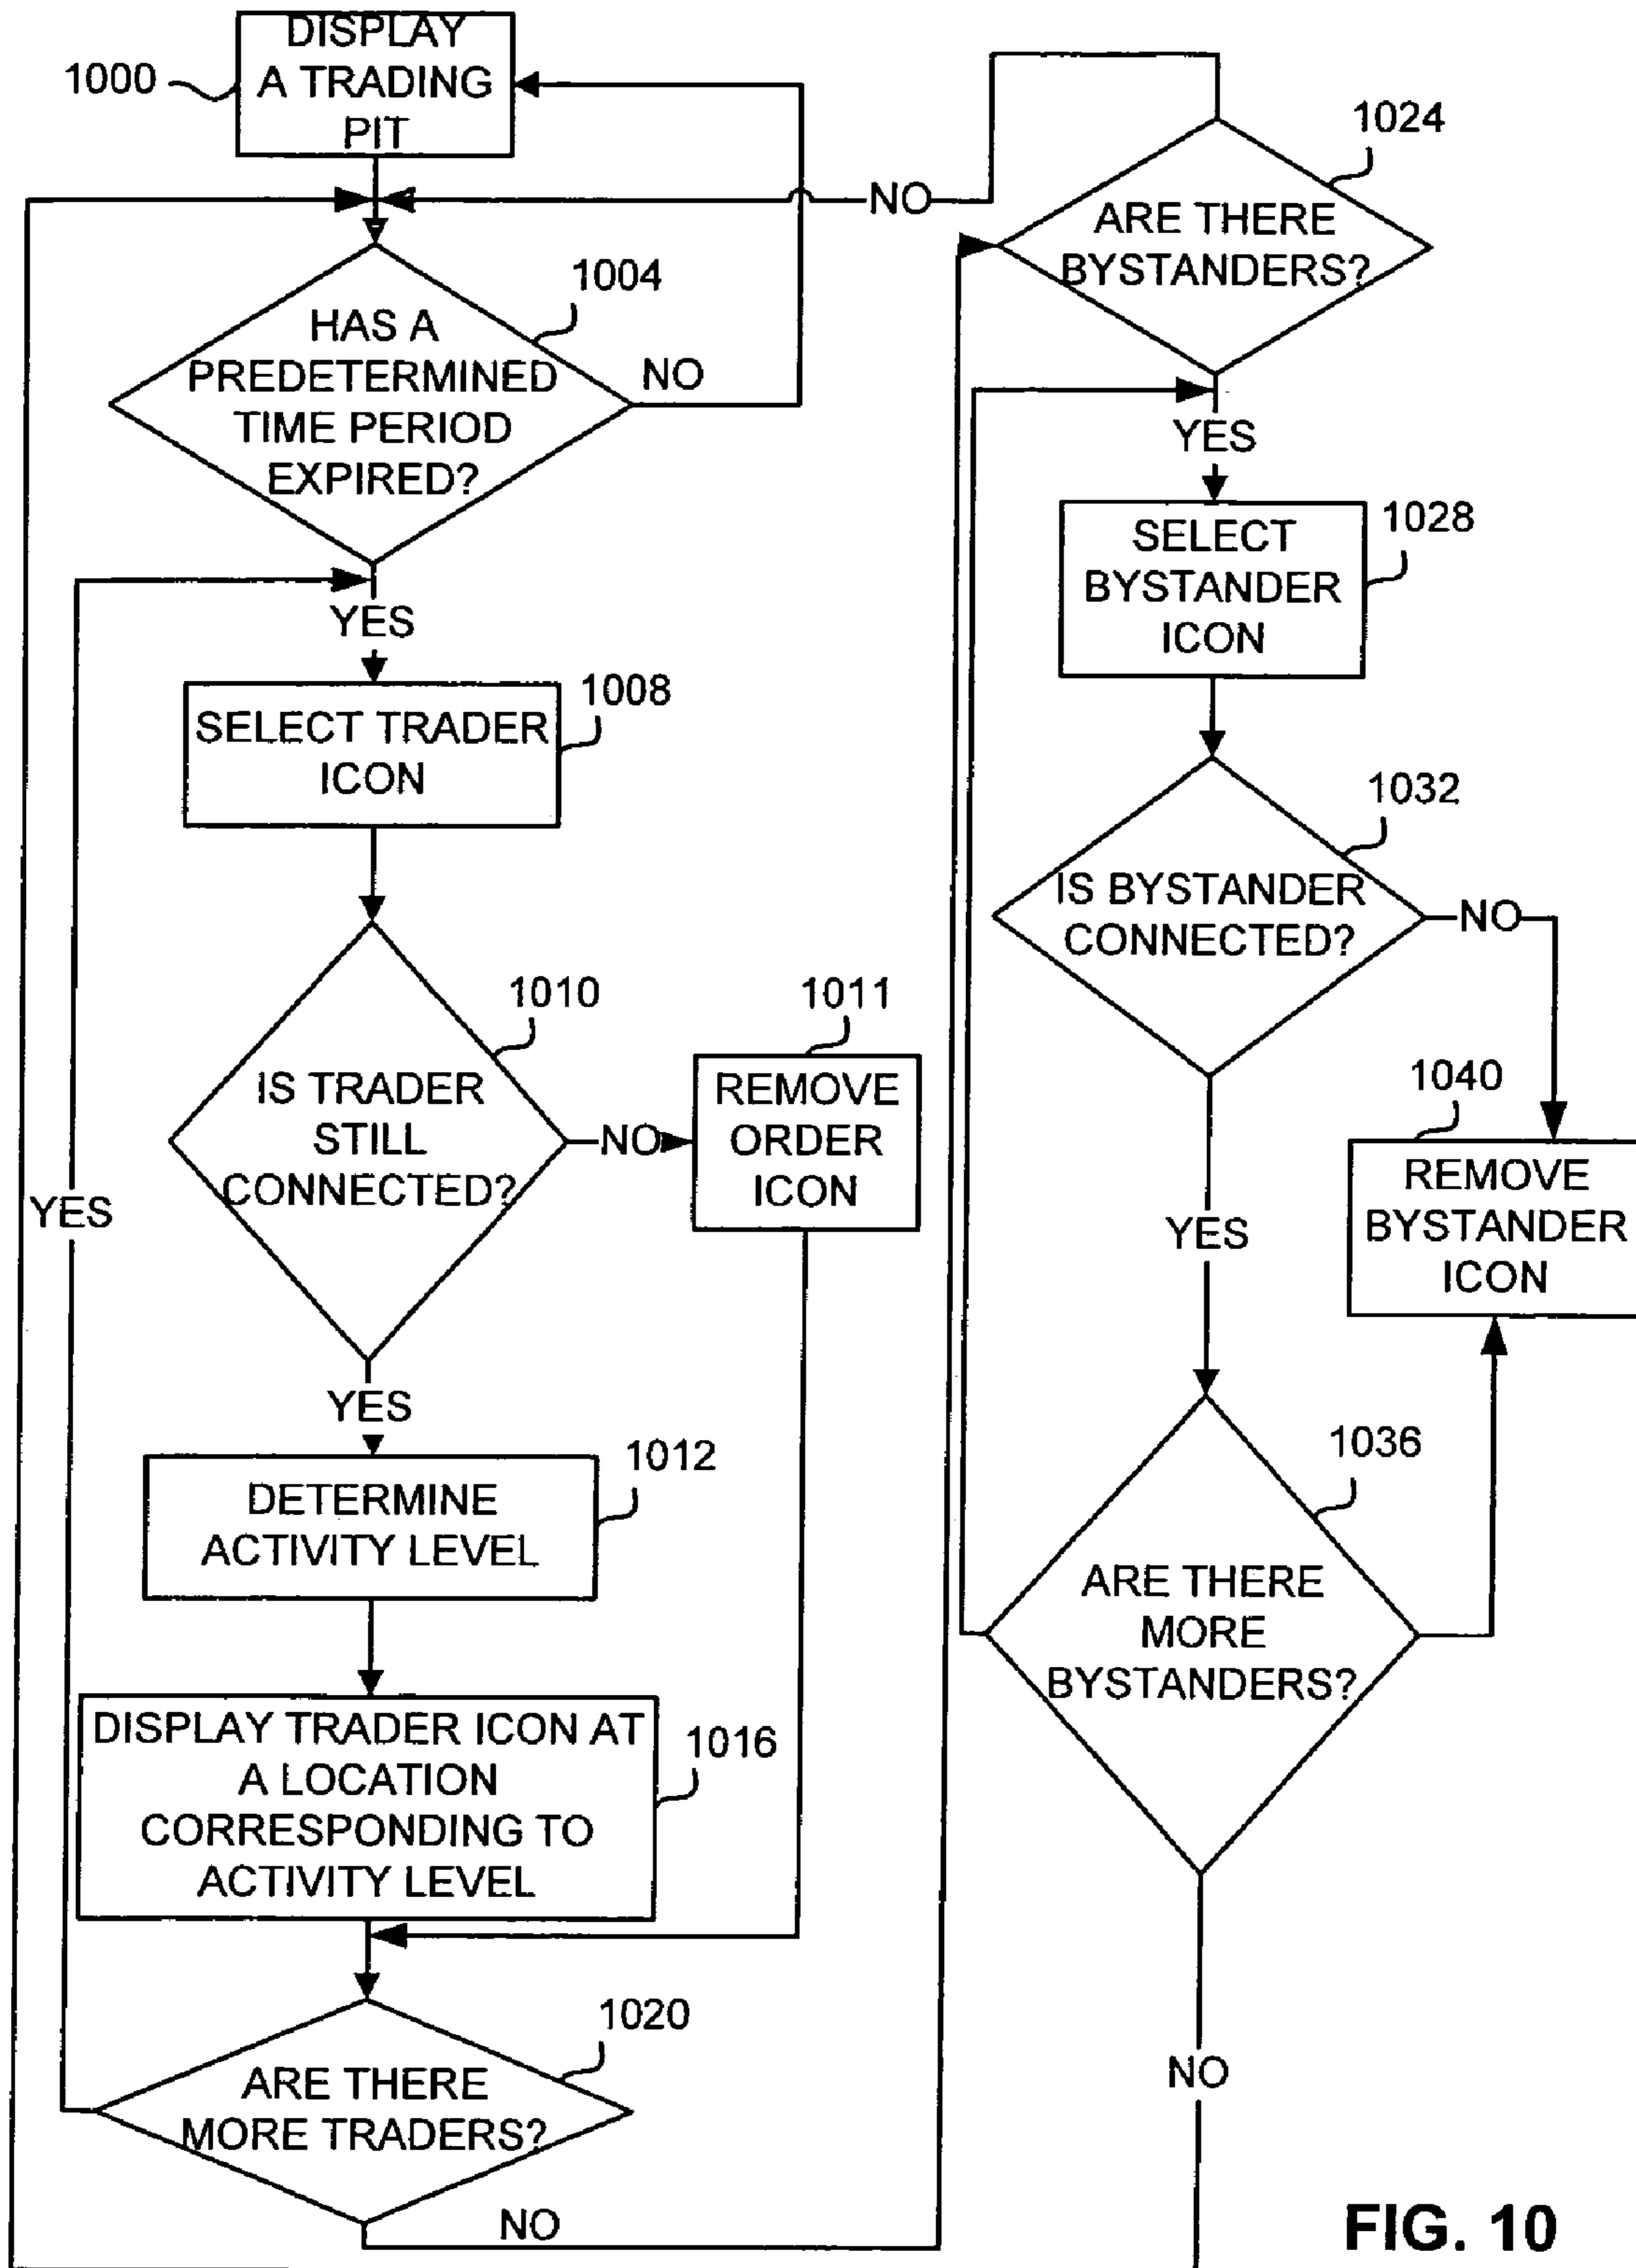 DISPLAY
A TRADING
PIT
1000
HAS A
PREDETERMINED
TIME PERIOD
EXPIRED?
1004
NO
YES
SELECT TRADER
ICON
1008
IS TRADER
STILL
CONNECTED?
1010
NO
REMOVE
ORDER
ICON
1011
YES
DETERMINE
ACTIVITY LEVEL
1012
DISPLAY TRADER ICON AT
A LOCATION
CORRESPONDING TO
ACTIVITY LEVEL
1016
ARE THERE
MORE TRADERS?
1020
YES
NO
ARE THERE
BYSTANDERS?
1024
NO
YES
SELECT
BYSTANDER
ICON
1028
IS BYSTANDER
CONNECTED?
1032
NO
YES
REMOVE
BYSTANDER
ICON
1040
ARE THERE
MORE
BYSTANDERS?
1036
NO
FIG. 10